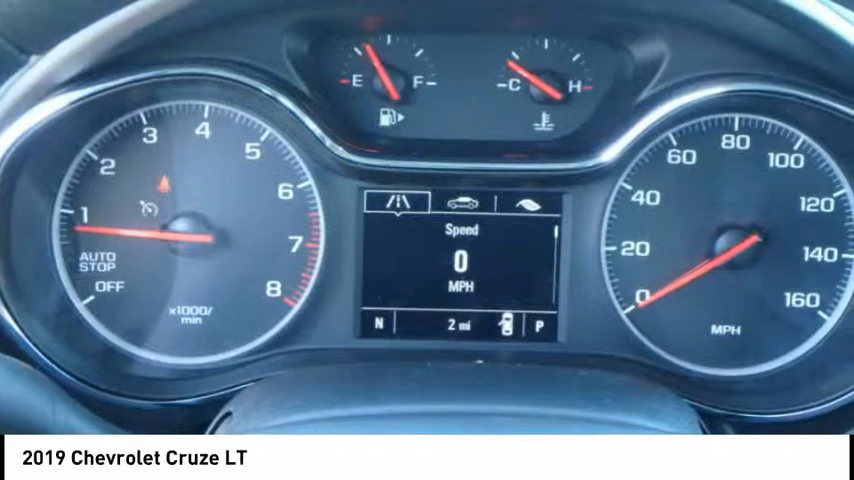 E F
C H
1 2 3 4 5 6 7 8
AUTO
STOP
OFF
x1000/
min
Speed
0
MPH
N 2 mi P
0 20 40 60 80 100 120 140 160
MPH
2019 Chevrolet Cruze LT